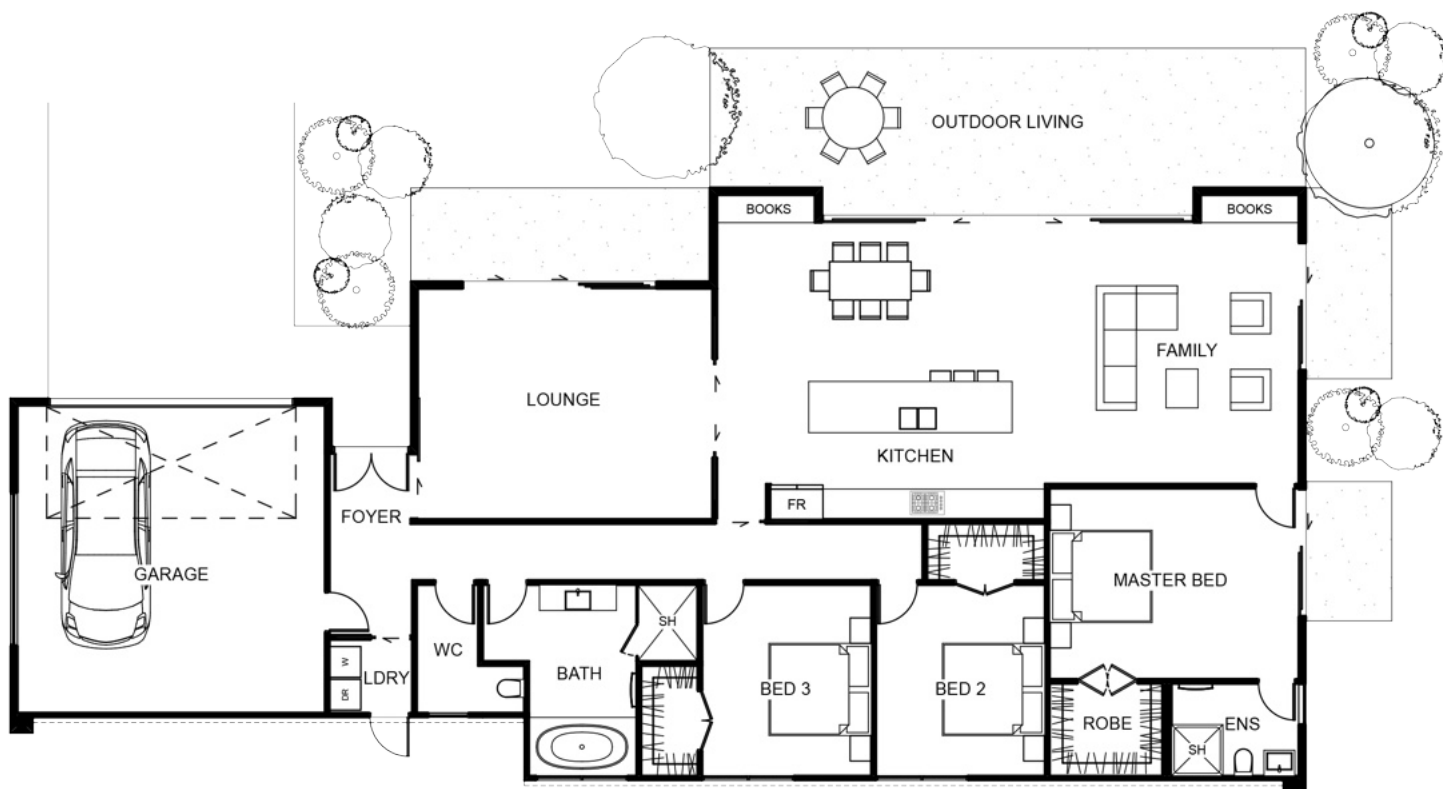 OUTDOOR LIVING
BOOKS
BOOKS
FAMILY
LOUNGE
KITCHEN
FR
FOYER
GARAGE
MASTER BED
SH
W
WC
LDRY
DR
BATH
BED 3
BED 2
ROBE
ENS
SH